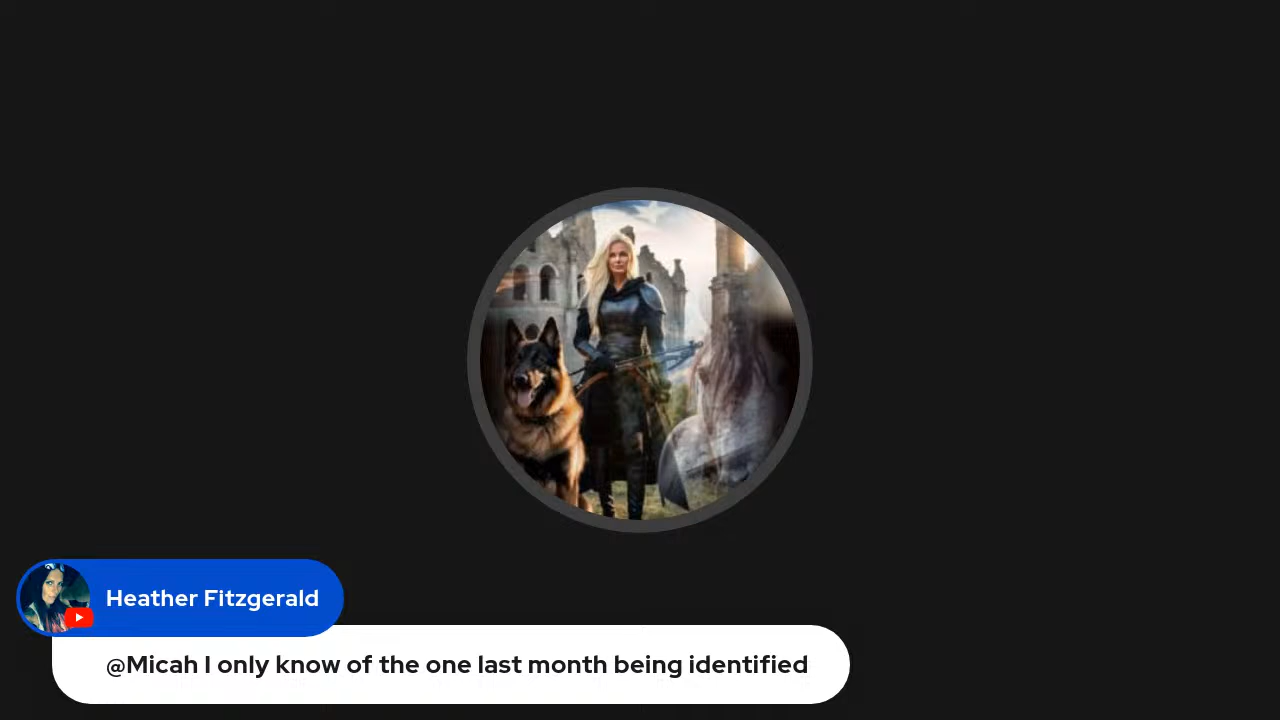 Heather Fitzgerald
@Micah I only know of the one last month being identified